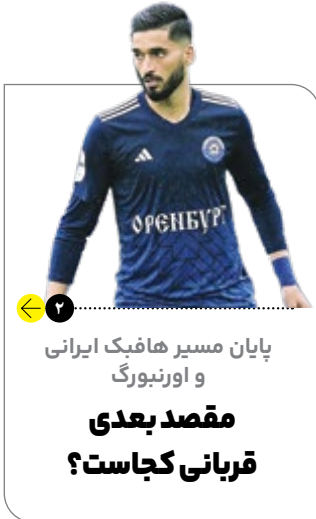 ОРЕНБУРГ
۲
پایان مسیر هافبک ایرانی
و اورنبورگ
مقصد بعدی
قربانی کجاست؟